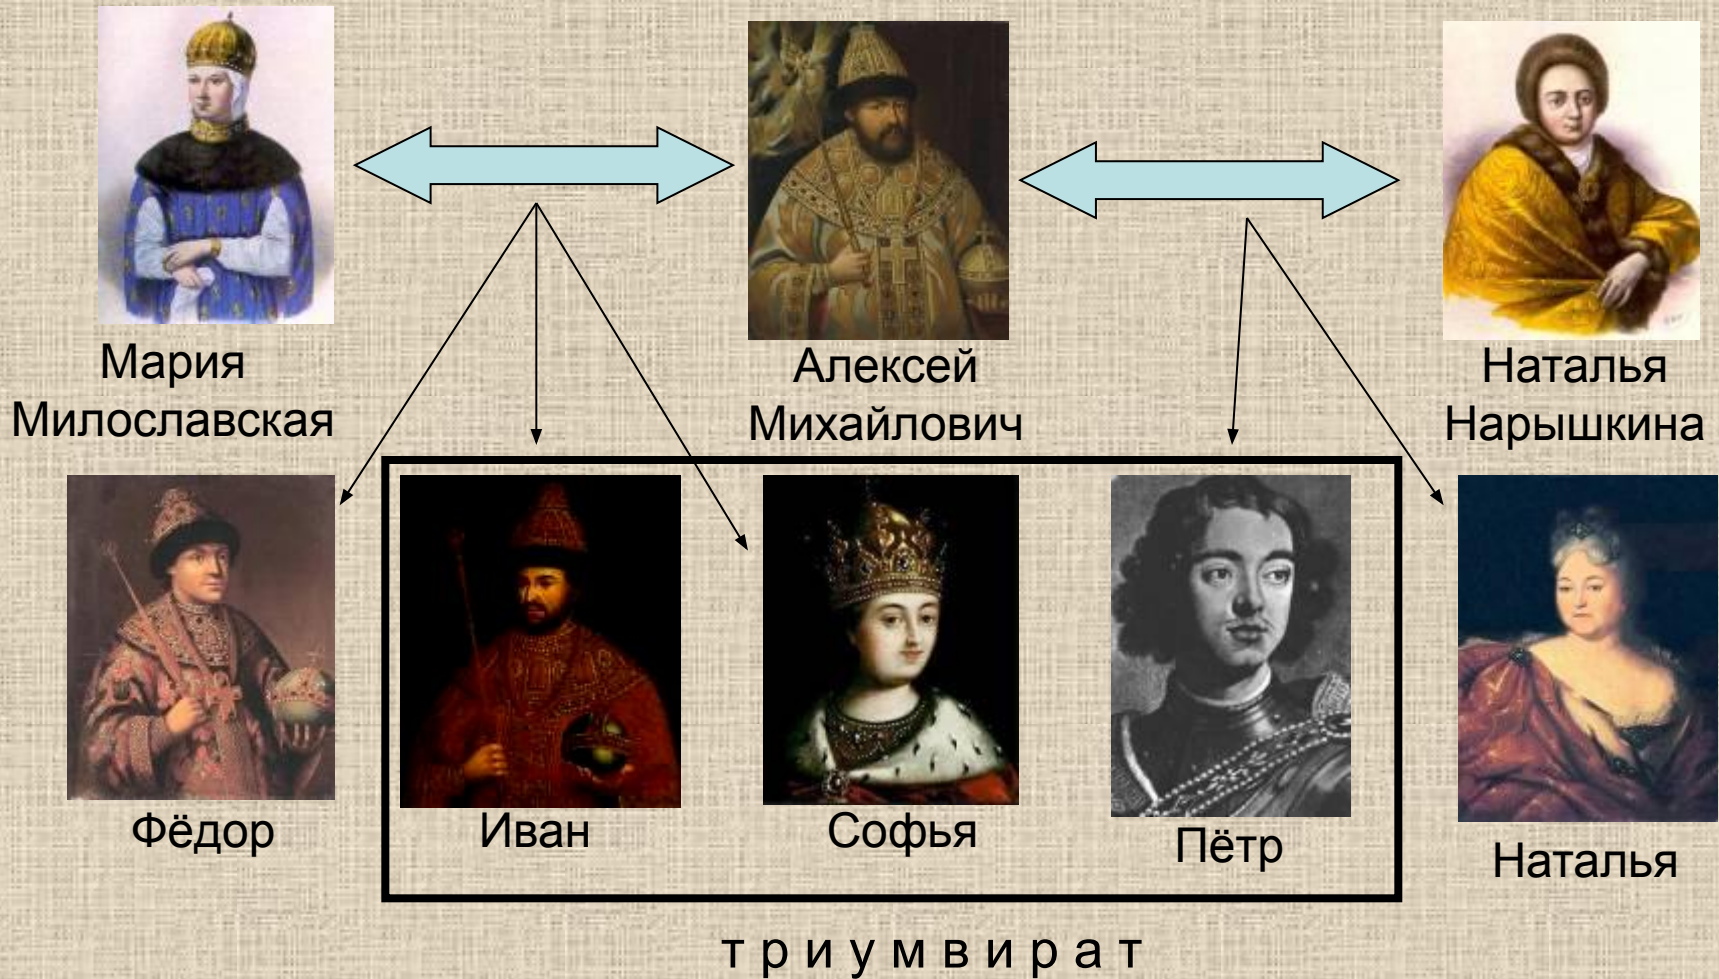 Мария
Милославская
Алексей
Михайлович
Наталья
Нарышкина
Фёдор
Иван
Софья
Пётр
Наталья
триумвират